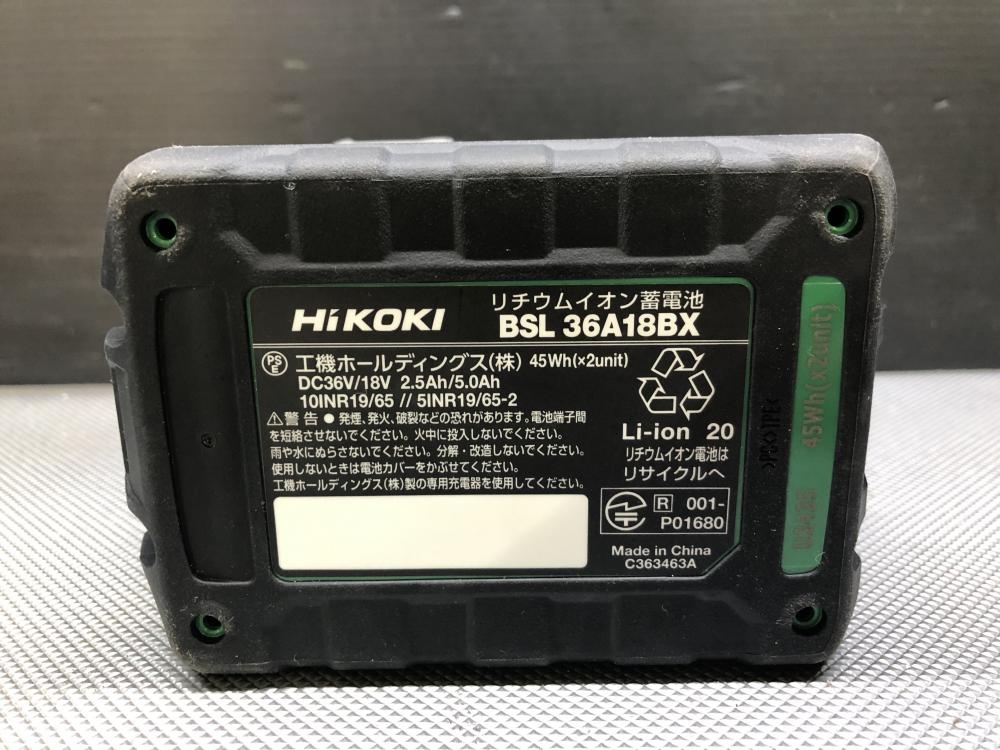 HiKOKI
リチウムイオン蓄電池
BSL 36A18BX
PS E 工機ホールディングス(株) 45Wh(×2unit)
DC36V/18V 2.5Ah/5.0Ah
10INR19/65 // 5INR19/65-2
⚠警告 ● 発煙、発火、破裂などの恐れがあります。電池端子間
を短絡させないでください。火中に投入しないでください。
雨や水にぬらさないでください。分解・改造しないでください。
使用しないときは電池カバーをかぶせてください。
工機ホールディングス(株)製の専用充電器を使用してください。
Li-ion 20
リチウムイオン電池は
リサイクルへ
R 001-
P01680
Made in China
C363463A
>PC+TPE<
45Wh(x2unit)